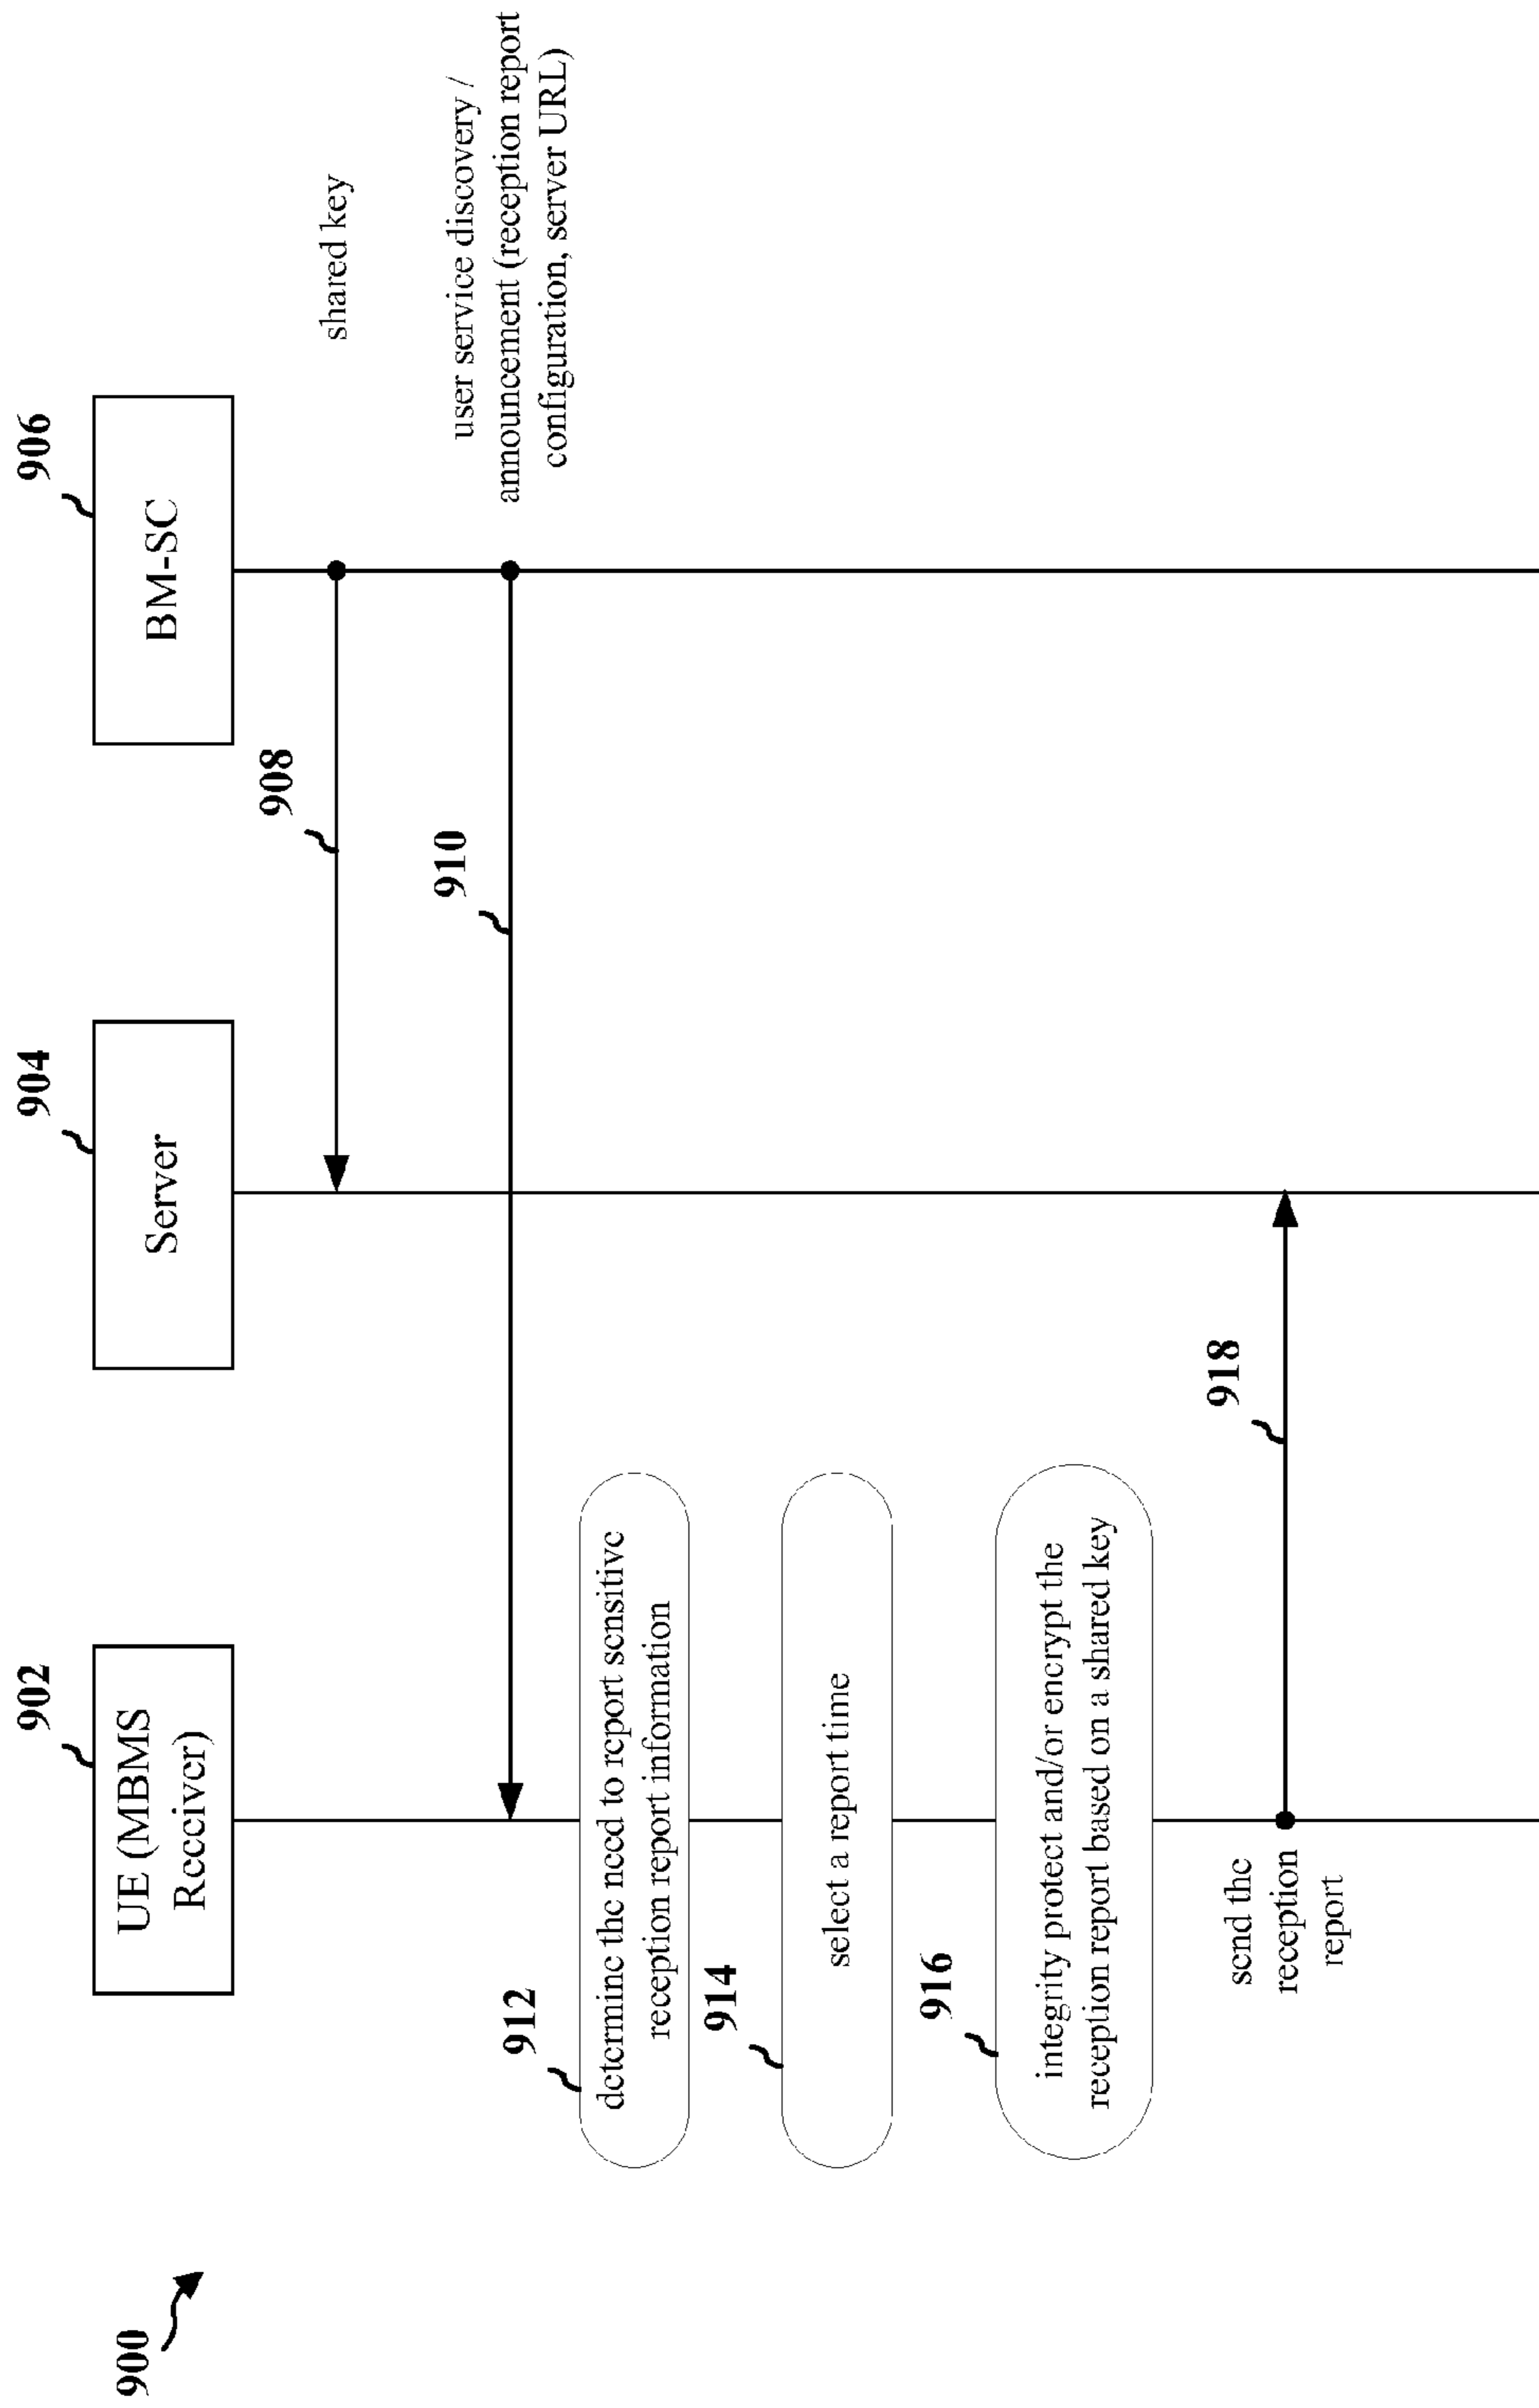 900
902
UE (MBMS
Receiver)
904
Server
906
BM-SC
908
shared key
910
user service discovery /
announcement (reception report
configuration, server URL)
912
determine the need to report sensitive
reception report information
914
select a report time
916
integrity protect and/or encrypt the
reception report based on a shared key
send the
reception
report
918